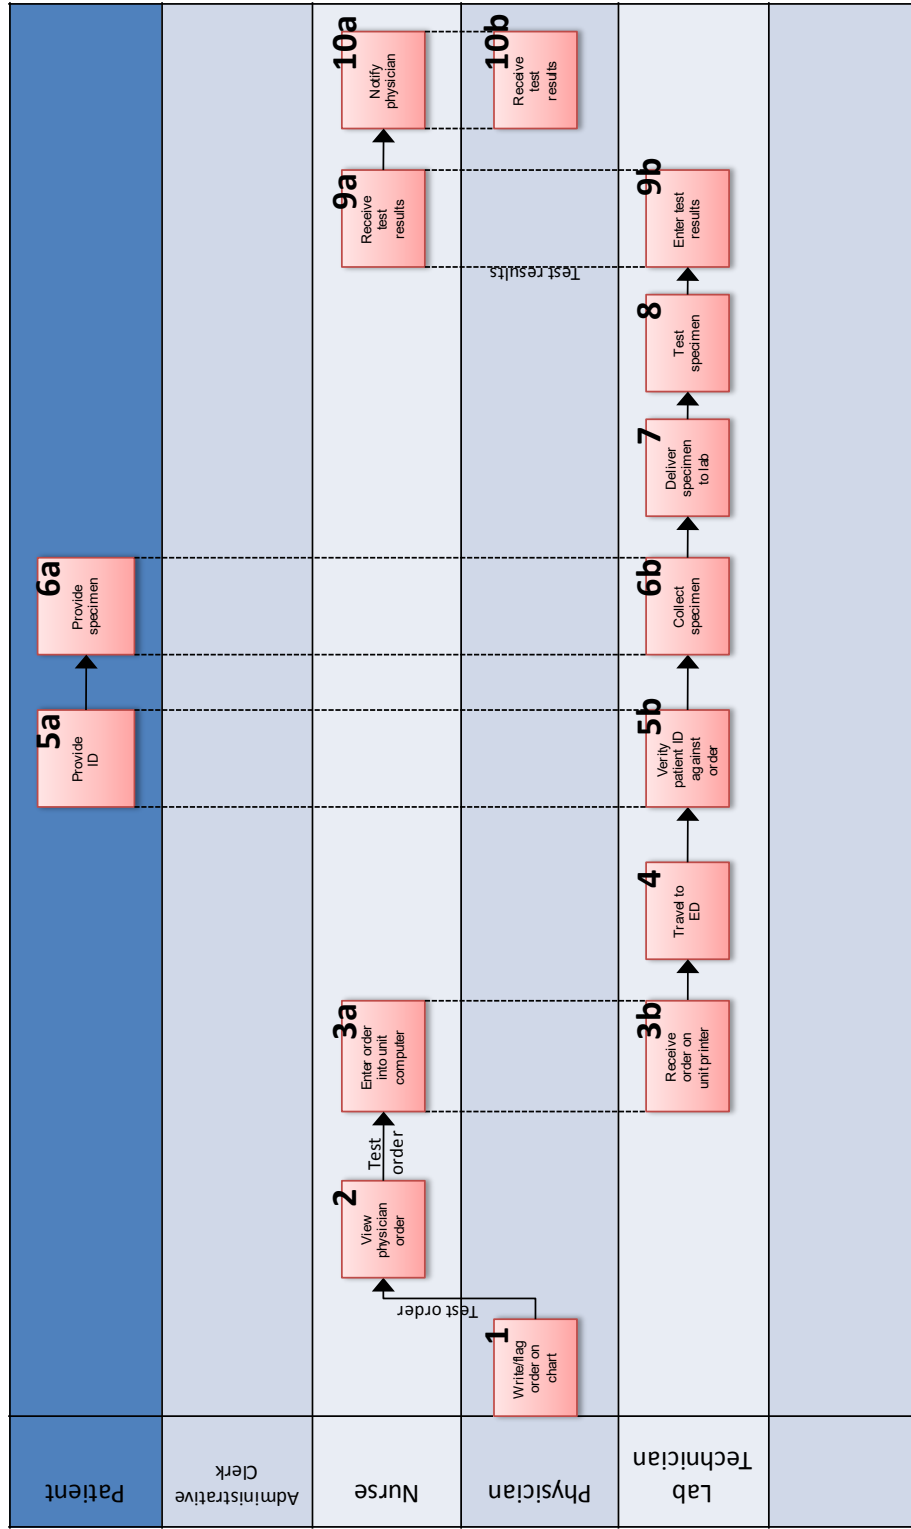 Patient
Administrative
Clerk
Nurse
Physician
Lab
Technician
1
Write/flag
order on
chart
Test order
2
View
physician
order
Test
order
3a
Enter order
into unit
computer
3b
Receive
order on
unit printer
4
Travel to
ED
5a
Provide
ID
5b
Verify
patient ID
against
order
6a
Provide
specimen
6b
Collect
specimen
7
Deliver
specimen
to lab
8
Test
specimen
9a
Receive
test
results
Test results
9b
Enter test
results
10a
Notify
physician
10b
Receive
test
results